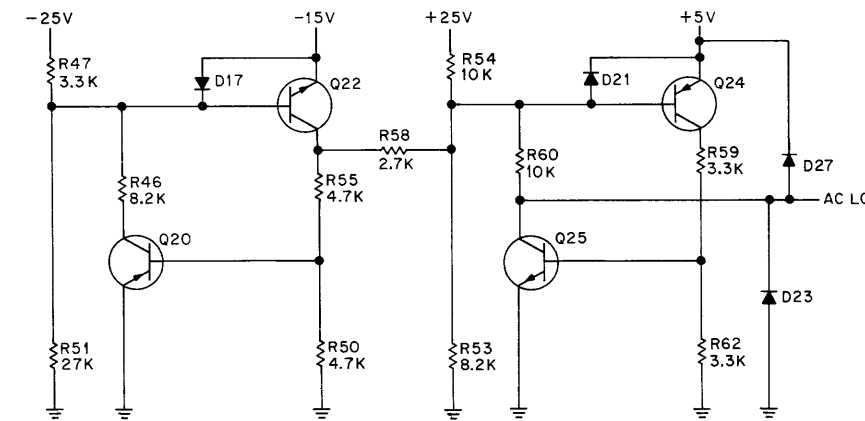 -25V
-15V
+25V
+5V
R47
3.3K
D17
Q22
R54
10K
D21
Q24
R58
2.7K
R46
8.2K
R55
4.7K
R60
10K
R59
3.3K
D27
AC LO
Q20
Q25
D23
R51
27K
R50
4.7K
R53
8.2K
R62
3.3K